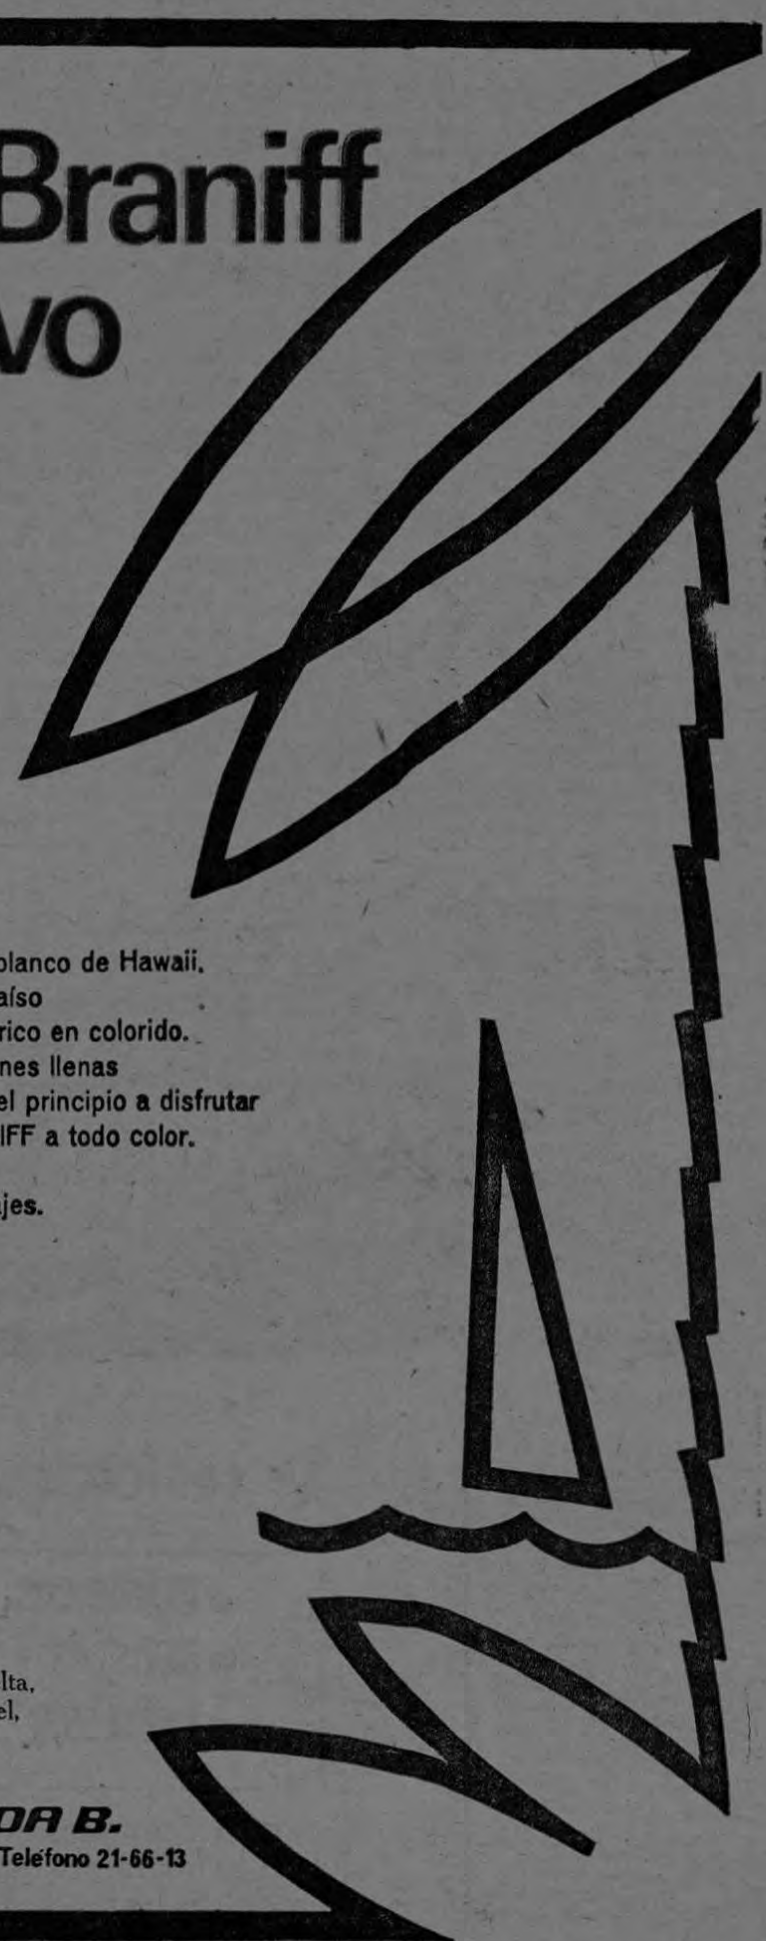 Braniff
vo
blanco de Hawaii.
aíso
rico en colorido.
nes llenas
el principio a disfrutar
IFF a todo color.
ajes.
lta,
el,
DA B.
Teléfono 21-66-13